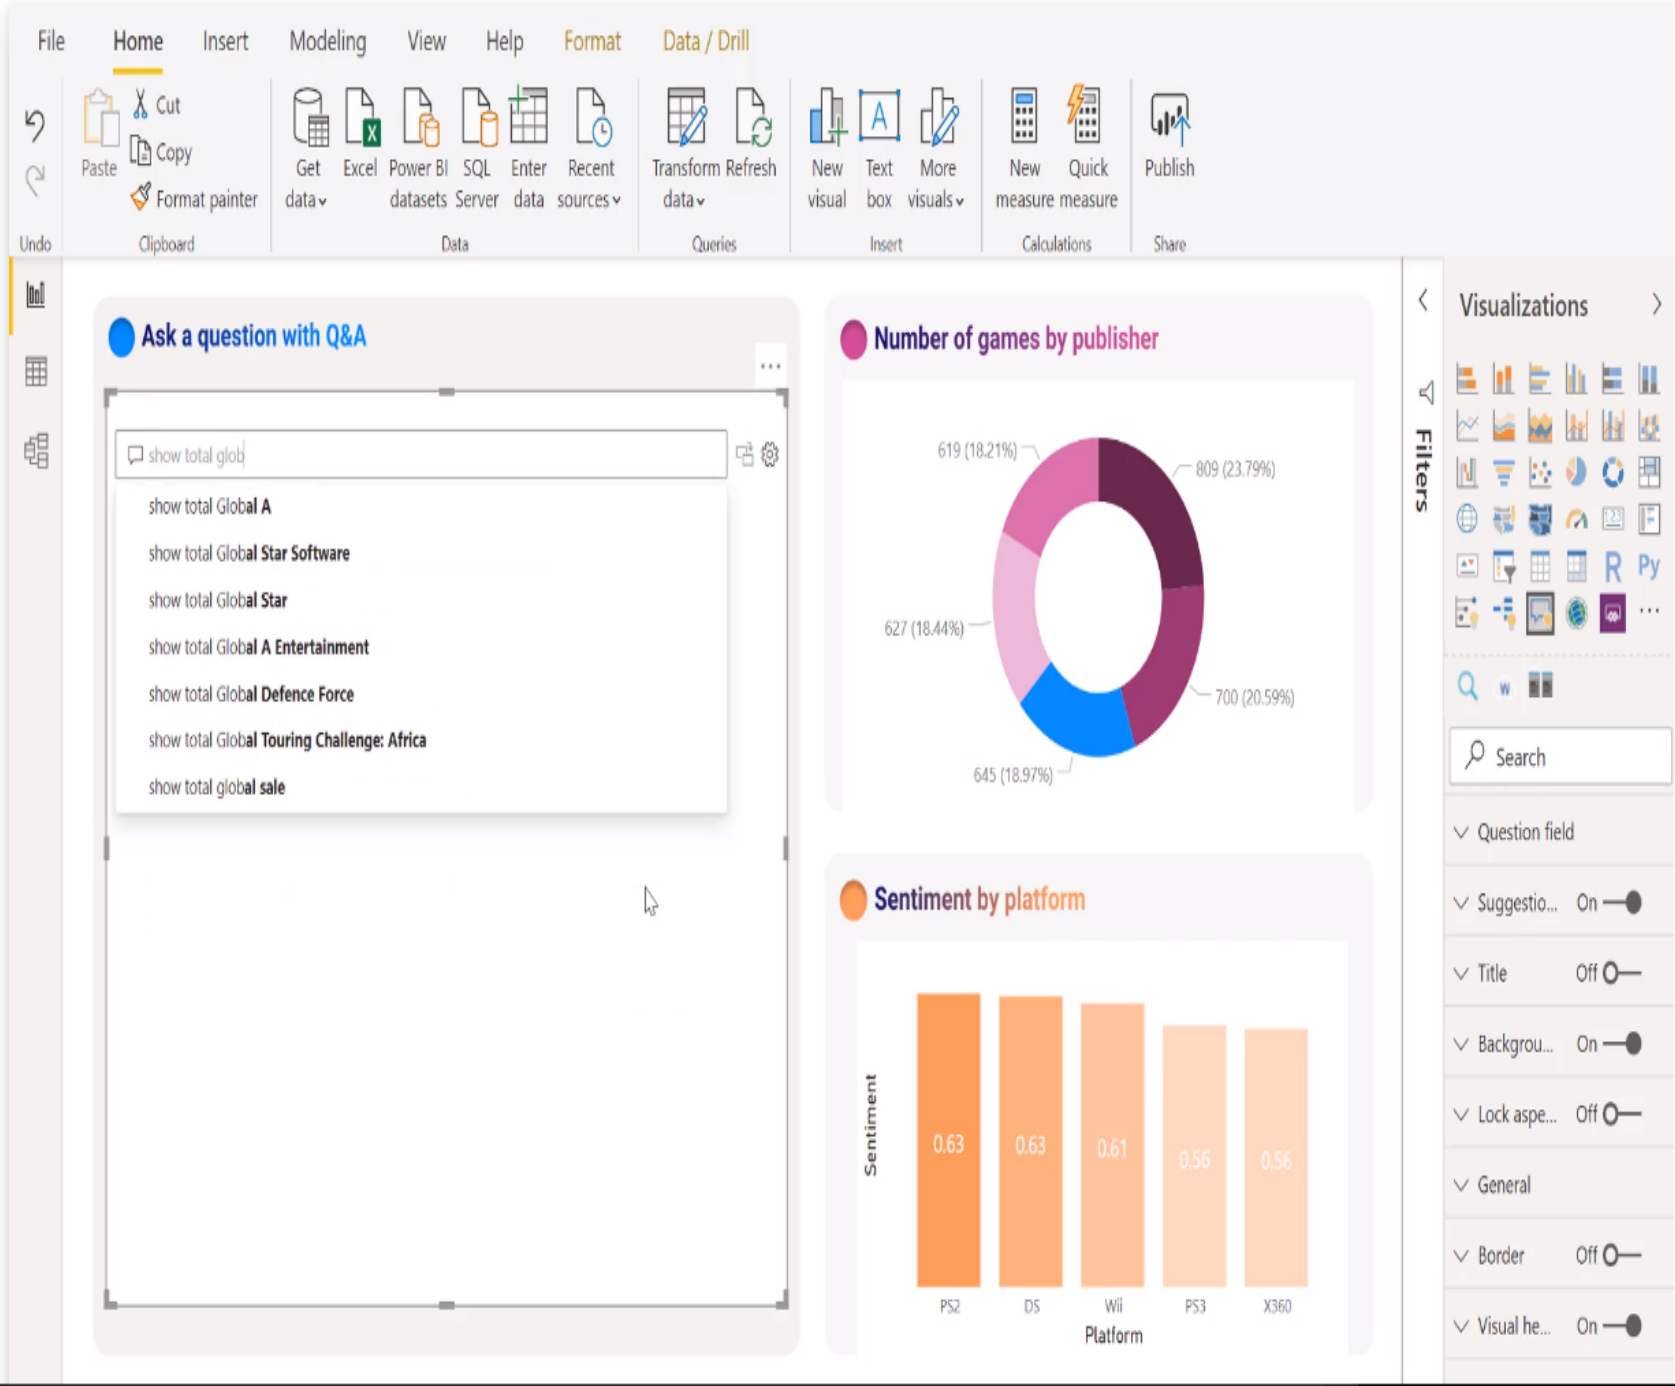 File Home Insert Modeling View Help Format Data / Drill
Paste
Cut
Copy
Format painter
Get data
Excel
Power BI datasets
SQL Server
Enter data
Recent sources
Transform data
Refresh
New visual
Text box
More visuals
New measure
Quick measure
Publish
Undo Clipboard Data Queries Insert Calculations Share
Ask a question with Q&A
show total glob
show total Global A
show total Global Star Software
show total Global Star
show total Global A Entertainment
show total Global Defence Force
show total Global Touring Challenge: Africa
show total global sale
Number of games by publisher
619 (18.21%)
809 (23.79%)
627 (18.44%)
700 (20.59%)
645 (18.97%)
Sentiment by platform
Sentiment
0.63 0.63 0.61 0.56 0.56
PS2 DS Wii PS3 X360
Platform
Filters
Visualizations
R Py
W
Search
Question field
Suggestio... On
Title Off
Backgrou... On
Lock aspe... Off
General
Border Off
Visual he... On